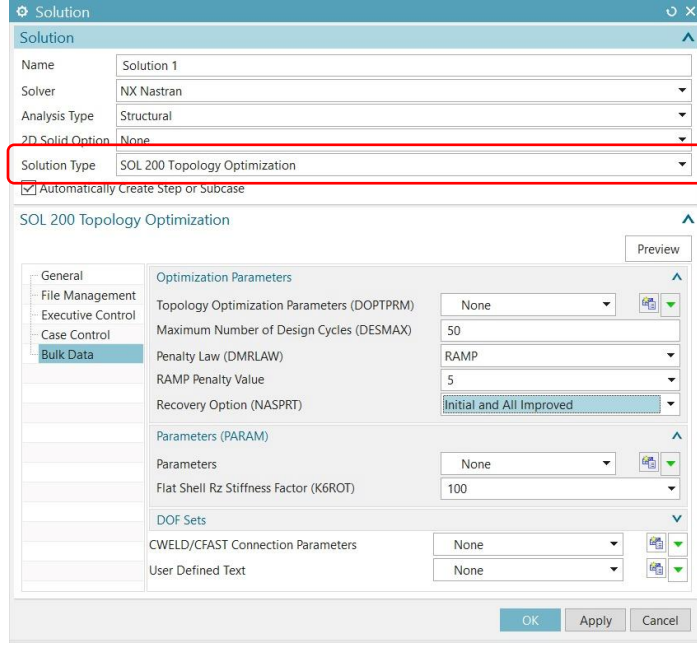 Solution
Solution
Name Solution 1
Solver NX Nastran
Analysis Type Structural
2D Solid Option None
Solution Type SOL 200 Topology Optimization
Automatically Create Step or Subcase
SOL 200 Topology Optimization
Preview
General
File Management
Executive Control
Case Control
Bulk Data
Optimization Parameters
Topology Optimization Parameters (DOPTPRM) None
Maximum Number of Design Cycles (DESMAX) 50
Penalty Law (DMRLAW) RAMP
RAMP Penalty Value 5
Recovery Option (NASPRT) Initial and All Improved
Parameters (PARAM)
Parameters None
Flat Shell Rz Stiffness Factor (K6ROT) 100
DOF Sets
CWELD/CFAST Connection Parameters None
User Defined Text None
OK Apply Cancel